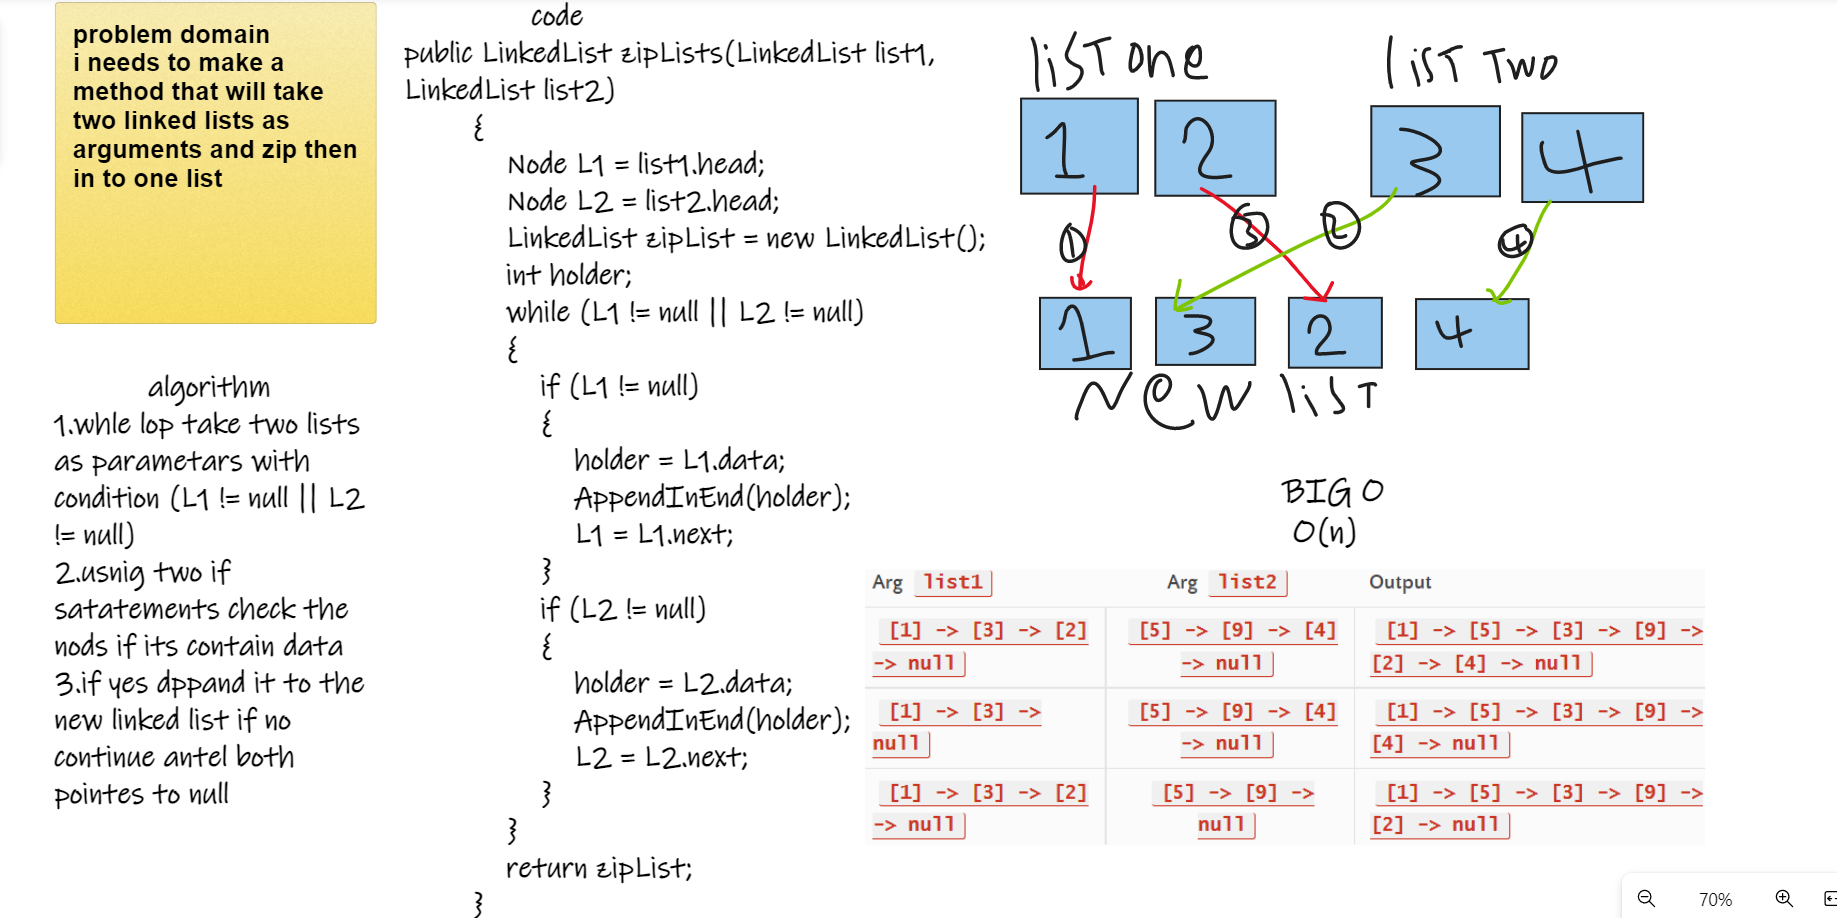 problem domain
i needs to make a
method that will take
two linked lists as
arguments and zip then
in to one list
algorithm
1.whle lop take two lists
as parametars with
condition (L1 != null || L2
!= null)
2.usnig two if
satatements check the
nods if its contain data
3.if yes dppand it to the
new linked list if no
continue antel both
pointes to null
code
public LinkedList zipLists(LinkedList list1,
LinkedList list2)
{
Node L1 = list1.head;
Node L2 = list2.head;
LinkedList zipList = new LinkedList();
int holder;
while (L1 != null || L2 != null)
{
if (L1 != null)
{
holder = L1.data;
AppendInEnd(holder);
L1 = L1.next;
}
if (L2 != null)
{
holder = L2.data;
AppendInEnd(holder);
L2 = L2.next;
}
}
return zipList;
}
list one list two
1 2 3 4
1 3 2 4
1 3 2 4
new list
BIG O
O(n)
Arg list1 Arg list2 Output
[1] -> [3] -> [2] [5] -> [9] -> [4] [1] -> [5] -> [3] -> [9] ->
-> null -> null [2] -> [4] -> null
[1] -> [3] -> [5] -> [9] -> [4] [1] -> [5] -> [3] -> [9] ->
null -> null [4] -> null
[1] -> [3] -> [2] [5] -> [9] -> [1] -> [5] -> [3] -> [9] ->
-> null null [2] -> null
70%